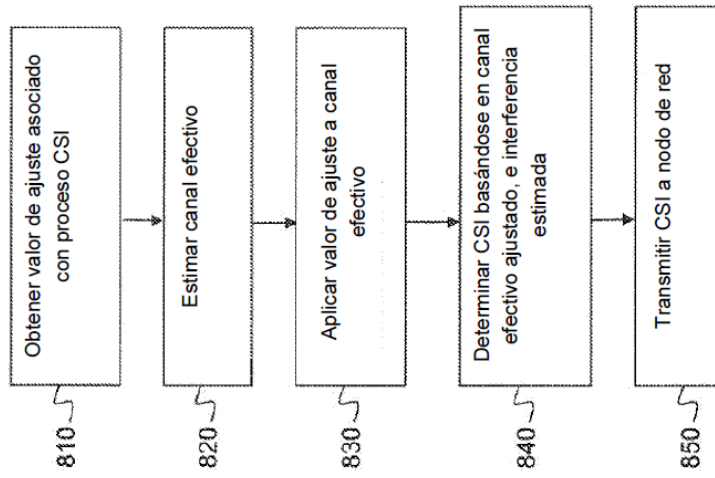 810
Obtener valor de ajuste asociado
con proceso CSI
820
Estimar canal efectivo
830
Aplicar valor de ajuste a canal
efectivo
840
Determinar CSI basándose en canal
efectivo ajustado, e interferencia
estimada
850
Transmitir CSI a nodo de red